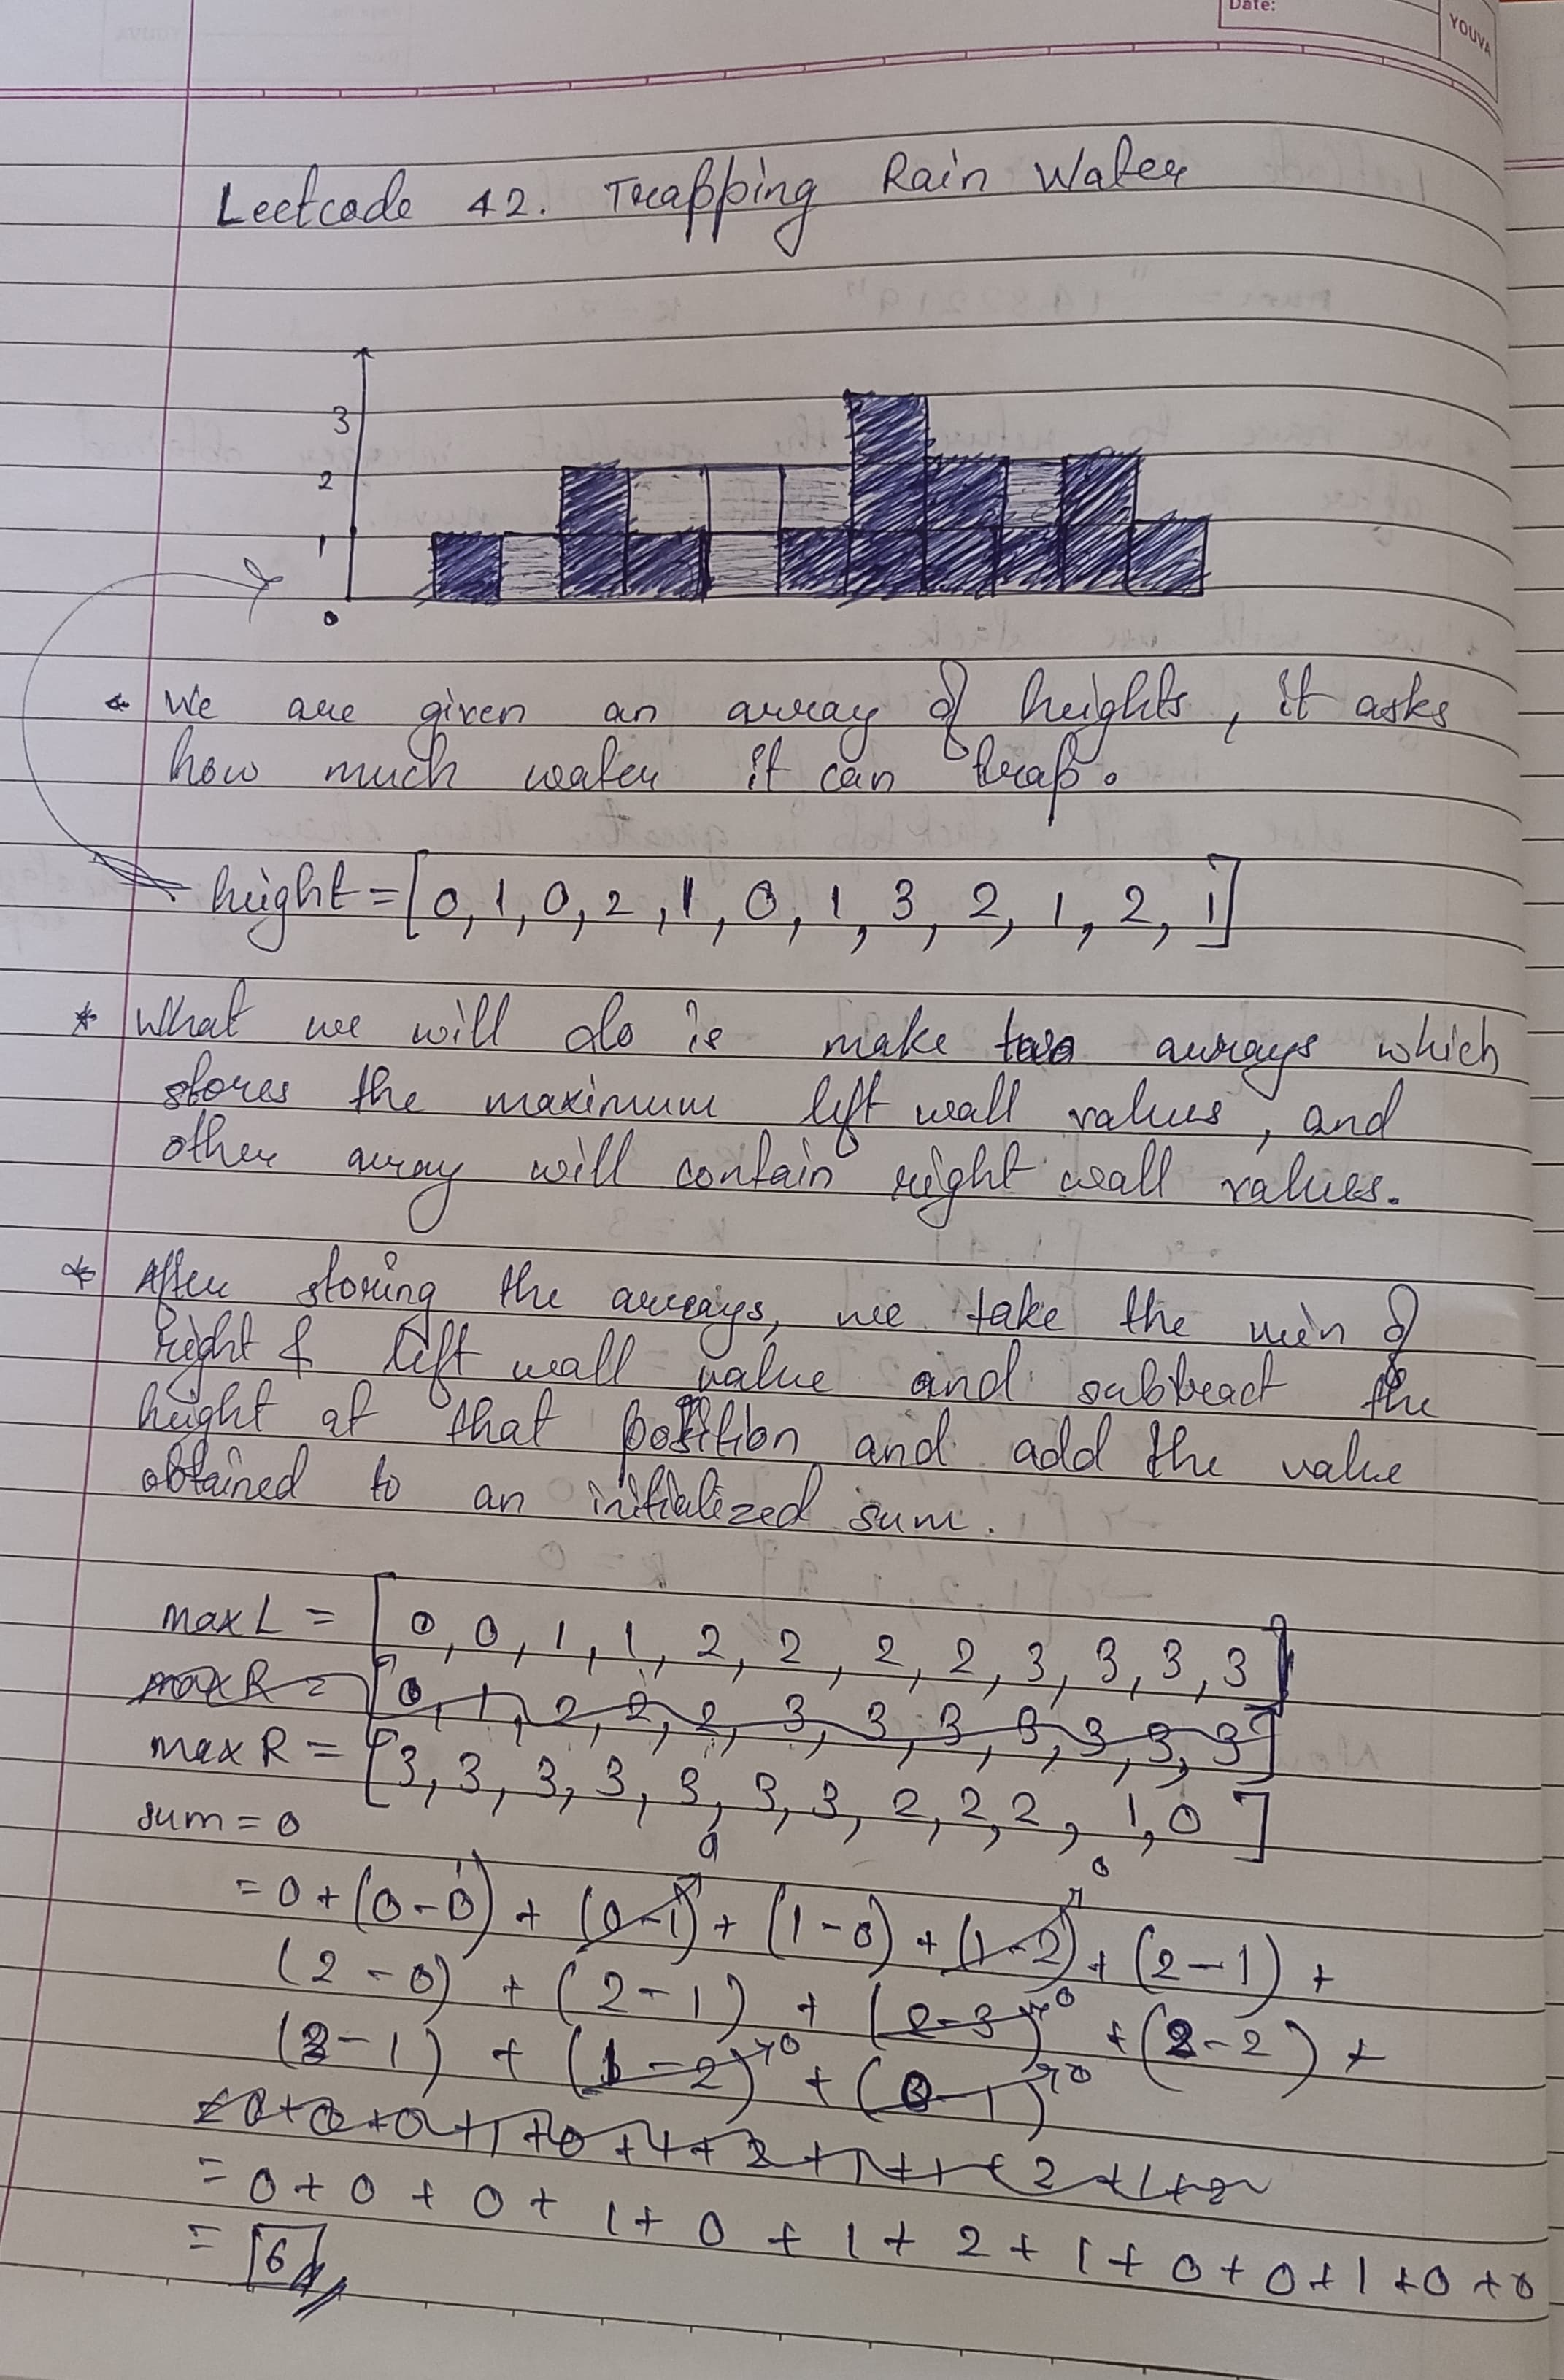 Date:
YOUVA
Leetcode 42. Trapping Rain Water
3
2
1
0
* We are given an array of heights, it asks
how much water it can trap.
height = [0, 1, 0, 2, 1, 0, 1, 3, 2, 1, 2, 1]
* What we will do is make two arrays which
stores the maximum left wall values, and
other array will contain right wall values.
* After storing the arrays, we take the min of
right & left wall value and subtract the
height at that position and add the value
obtained to an initialized sum.
maxL = [0, 0, 1, 1, 2, 2, 2, 2, 3, 3, 3, 3]
maxR = [0, 1, 2, 2, 2, 3, 3, 3, 3, 3, 3, 3]
maxR = [3, 3, 3, 3, 3, 3, 3, 2, 2, 2, 1, 0]
sum = 0
0 0
= 0 + (0-0) + (0-1) + (1-0) + (1-2) + (2-1) +
(2-0) + (2-1) + (2-3)→0 + (2-2) +
(2-1) + (1-2)→0 + (0-1)→0
= 0 + 0 + 0 + 1 + 0 + 1 + 2 + 1 + 0 + 0 + 1 + 0 + 0
= 6